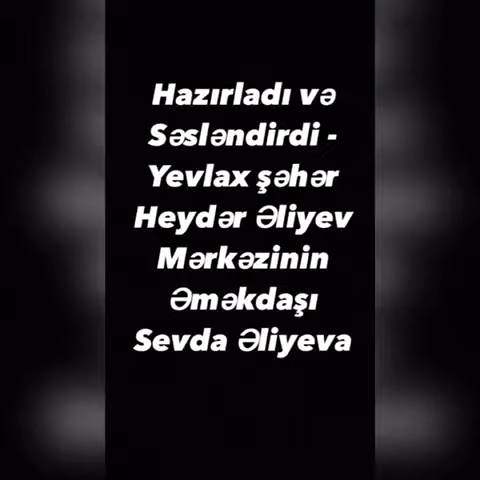 Hazırladı və
Səsləndirdi -
Yevlax şəhər
Heydər Əliyev
Mərkəzinin
Əməkdaşı
Sevda Əliyeva